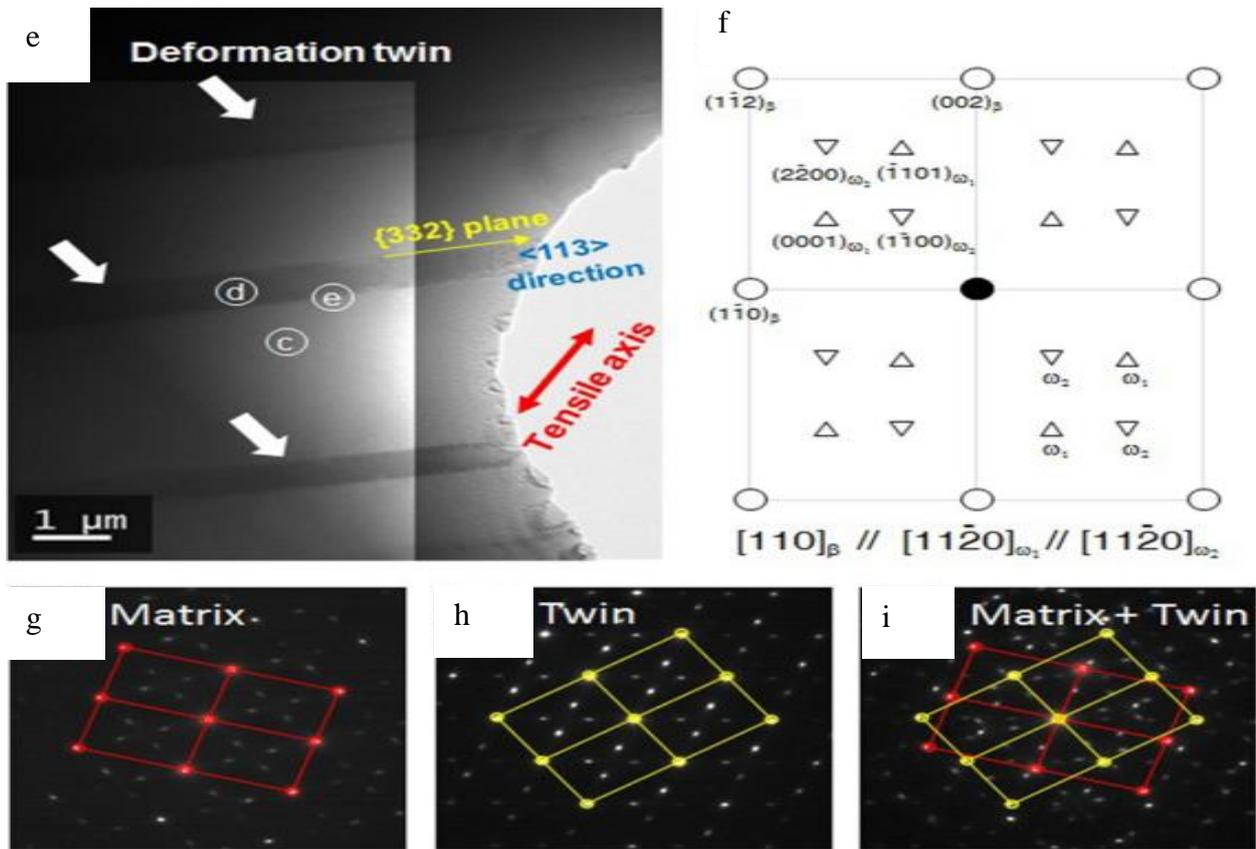 e
Deformation twin
{332} plane
<113>
direction
d
e
c
Tensile axis
1 µm
f
(11̄2)β
(002)β
(22̄00)ω₂ (1̄101)ω₁
(0001)ω₁ (11̄00)ω₂
(11̄0)β
ω₂ ω₁
ω₁ ω₂
[110]β // [112̄0]ω₁ // [112̄0]ω₂
g
Matrix
h
Twin
i
Matrix + Twin